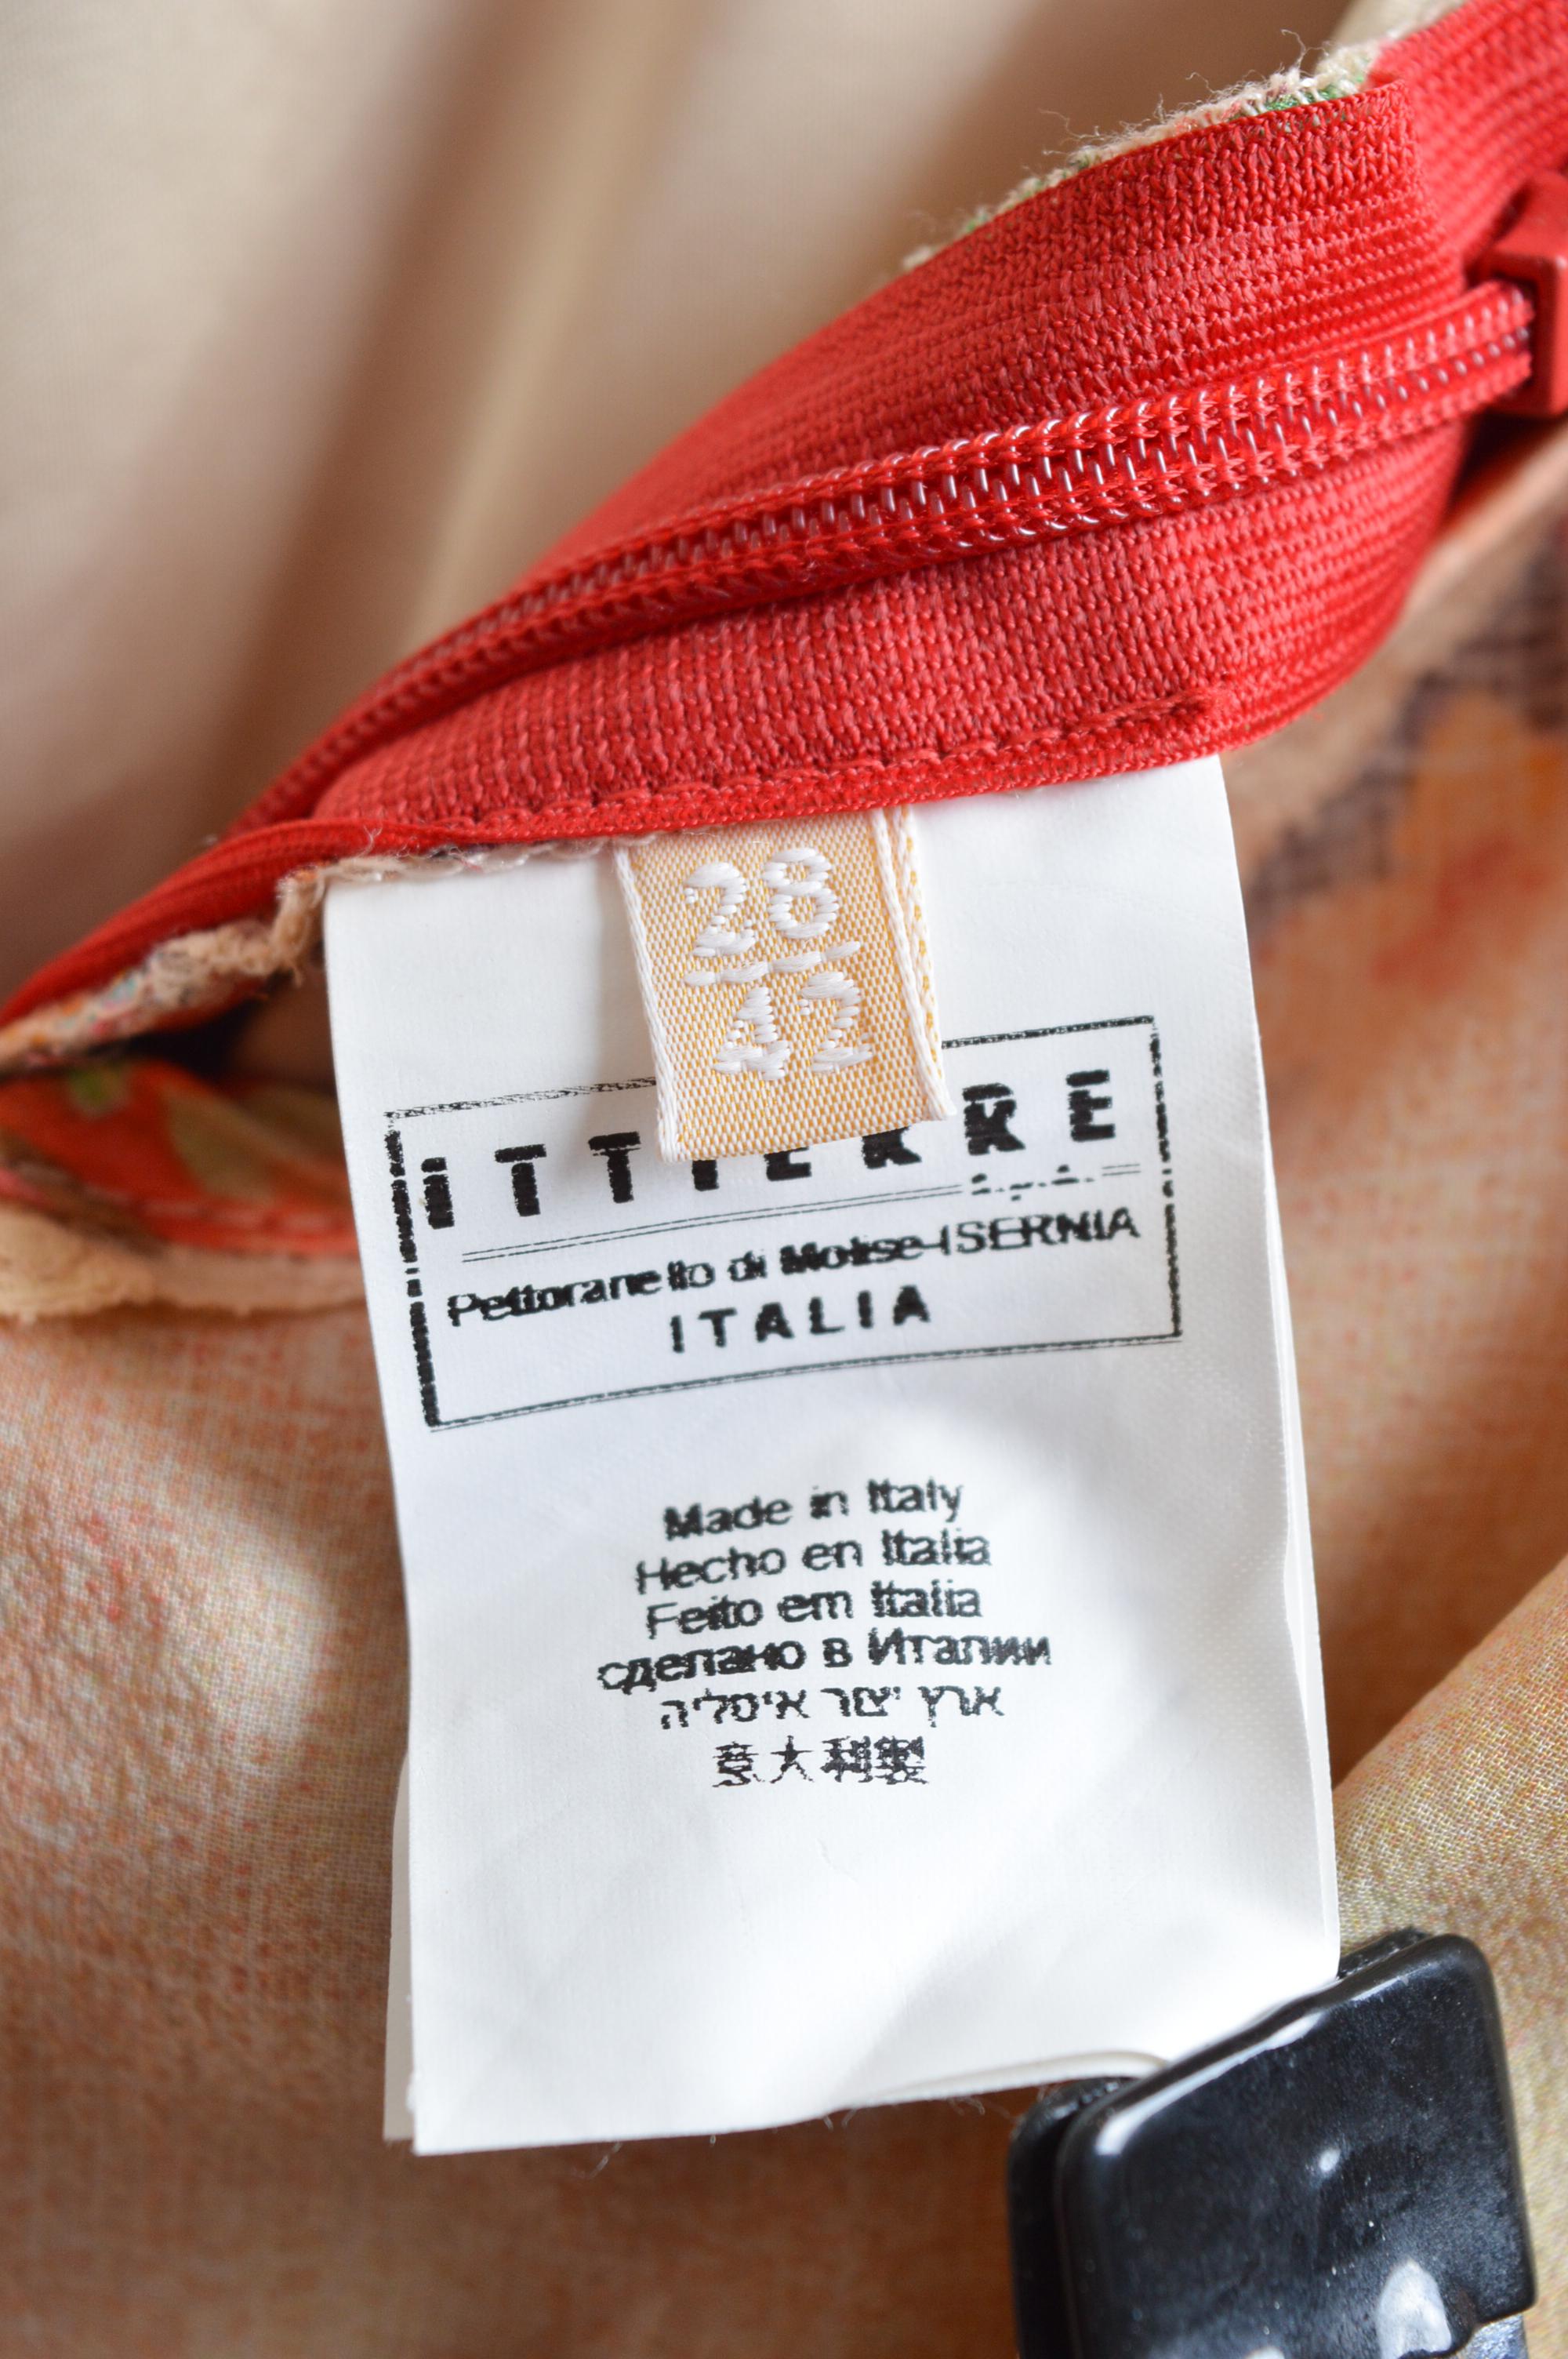 28
42
ITTIERRE
S.p.A.
Pettoranello di Molise-ISERNIA
ITALIA
Made in Italy
Hecho en Italia
Feito em Italia
сделано в Италии
ארץ יצור איטליה
意大利製